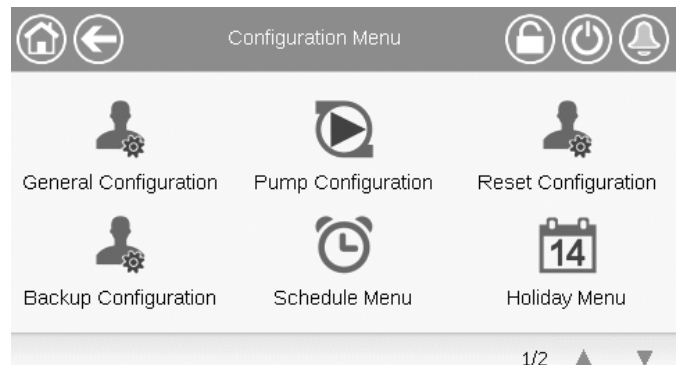 Configuration Menu
General Configuration Pump Configuration Reset Configuration
14
Backup Configuration Schedule Menu Holiday Menu
1/2